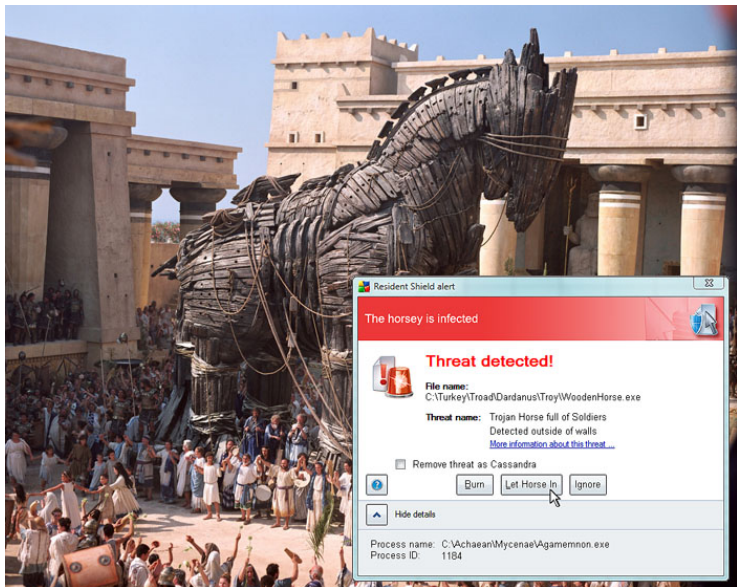 Resident Shield alert
The horsey is infected
Threat detected!
File name:
C:\Turkey\Troad\Dardanus\Troy\WoodenHorse.exe
Threat name: Trojan Horse full of Soldiers
Detected outside of walls
More information about this threat ...
Remove threat as Cassandra
Burn Let Horse In Ignore
Hide details
Process name: C:\Achaean\Mycenae\Agamemnon.exe
Process ID: 1184